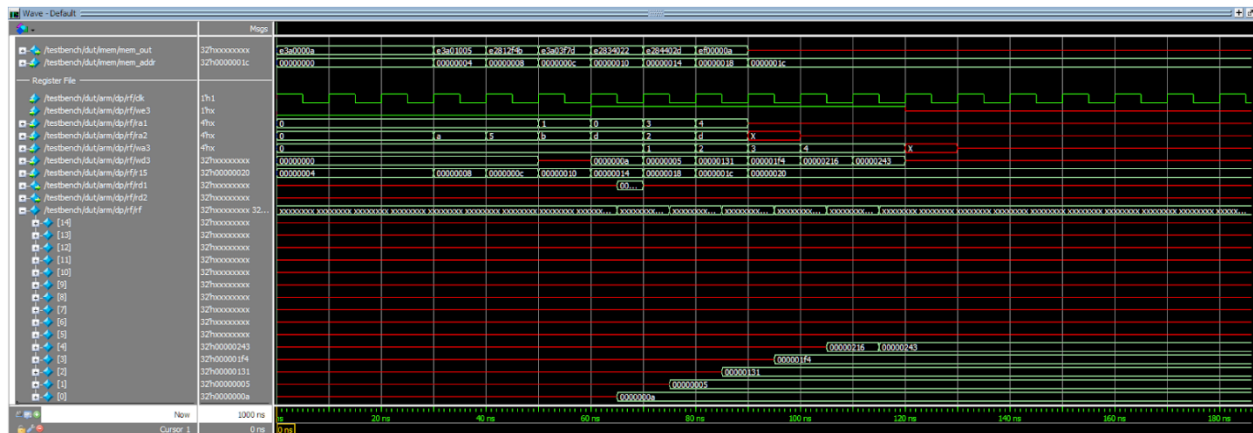 Wave - Default
Msgs
/testbench/dut/mem/mem_out 32'hxxxxxxxx e3a0000a e3a01005 e2812f4b e3a03f7d e2834022 e284402d ef00000a
/testbench/dut/mem/mem_addr 32'h0000001c 00000000 00000004 00000008 0000000c 00000010 00000014 00000018 0000001c
Register File
/testbench/dut/arm/dp/rf/clk 1'h1
/testbench/dut/arm/dp/rf/we3 1'hx
/testbench/dut/arm/dp/rf/ra1 4'hx 0 1 0 3 4
/testbench/dut/arm/dp/rf/ra2 4'hx 0 a 5 b d 2 d X
/testbench/dut/arm/dp/rf/wa3 4'hx 0 1 2 3 4 X
/testbench/dut/arm/dp/rf/wd3 32'hxxxxxxxx 00000000 0000000a 00000005 00000131 000001f4 00000216 00000243
/testbench/dut/arm/dp/rf/r15 32'h00000020 00000004 00000008 0000000c 00000010 00000014 00000018 0000001c 00000020
/testbench/dut/arm/dp/rf/rd1 32'hxxxxxxxx 00...
/testbench/dut/arm/dp/rf/rd2 32'hxxxxxxxx
/testbench/dut/arm/dp/rf/rf 32'hxxxxxxxx 32...
[14] 32'hxxxxxxxx
[13] 32'hxxxxxxxx
[12] 32'hxxxxxxxx
[11] 32'hxxxxxxxx
[10] 32'hxxxxxxxx
[9] 32'hxxxxxxxx
[8] 32'hxxxxxxxx
[7] 32'hxxxxxxxx
[6] 32'hxxxxxxxx
[5] 32'hxxxxxxxx
[4] 32'h00000243 00000216 00000243
[3] 32'h000001f4 000001f4
[2] 32'h00000131 00000131
[1] 32'h00000005 00000005
[0] 32'h0000000a 0000000a
Now 1000 ns ns 20 ns 40 ns 60 ns 80 ns 100 ns 120 ns 140 ns 160 ns 180 ns
Cursor 1 0 ns 0 ns